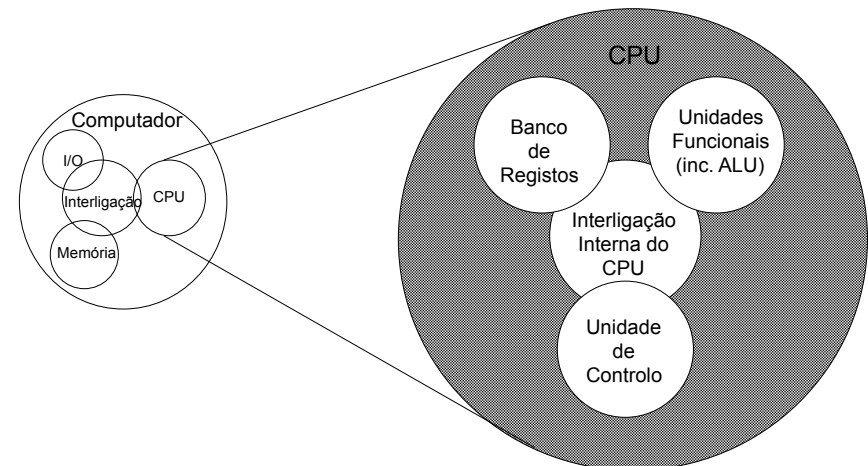 Computador
I/O
Interligação
CPU
Memória
CPU
Banco
de
Registos
Unidades
Funcionais
(inc. ALU)
Interligação
Interna do
CPU
Unidade
de
Controlo